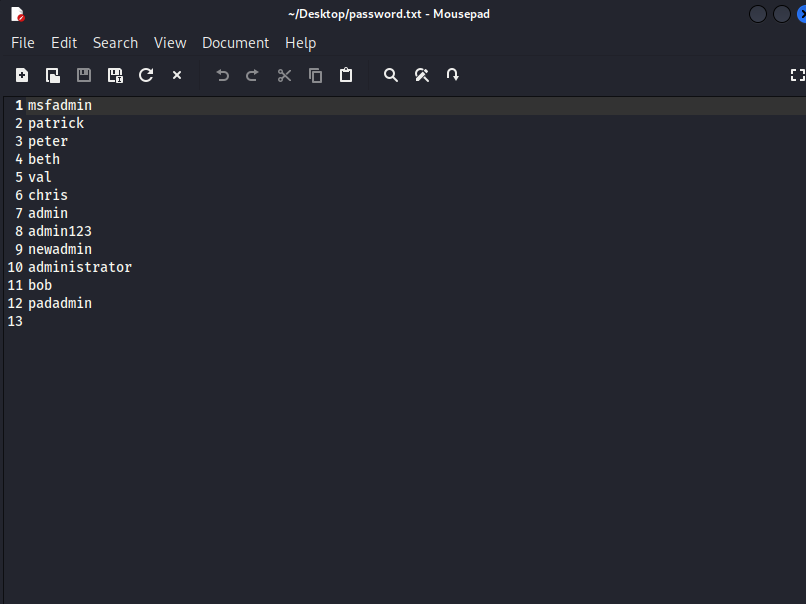 ~/Desktop/password.txt - Mousepad
File Edit Search View Document Help
1 msfadmin
2 patrick
3 peter
4 beth
5 val
6 chris
7 admin
8 admin123
9 newadmin
10 administrator
11 bob
12 padadmin
13